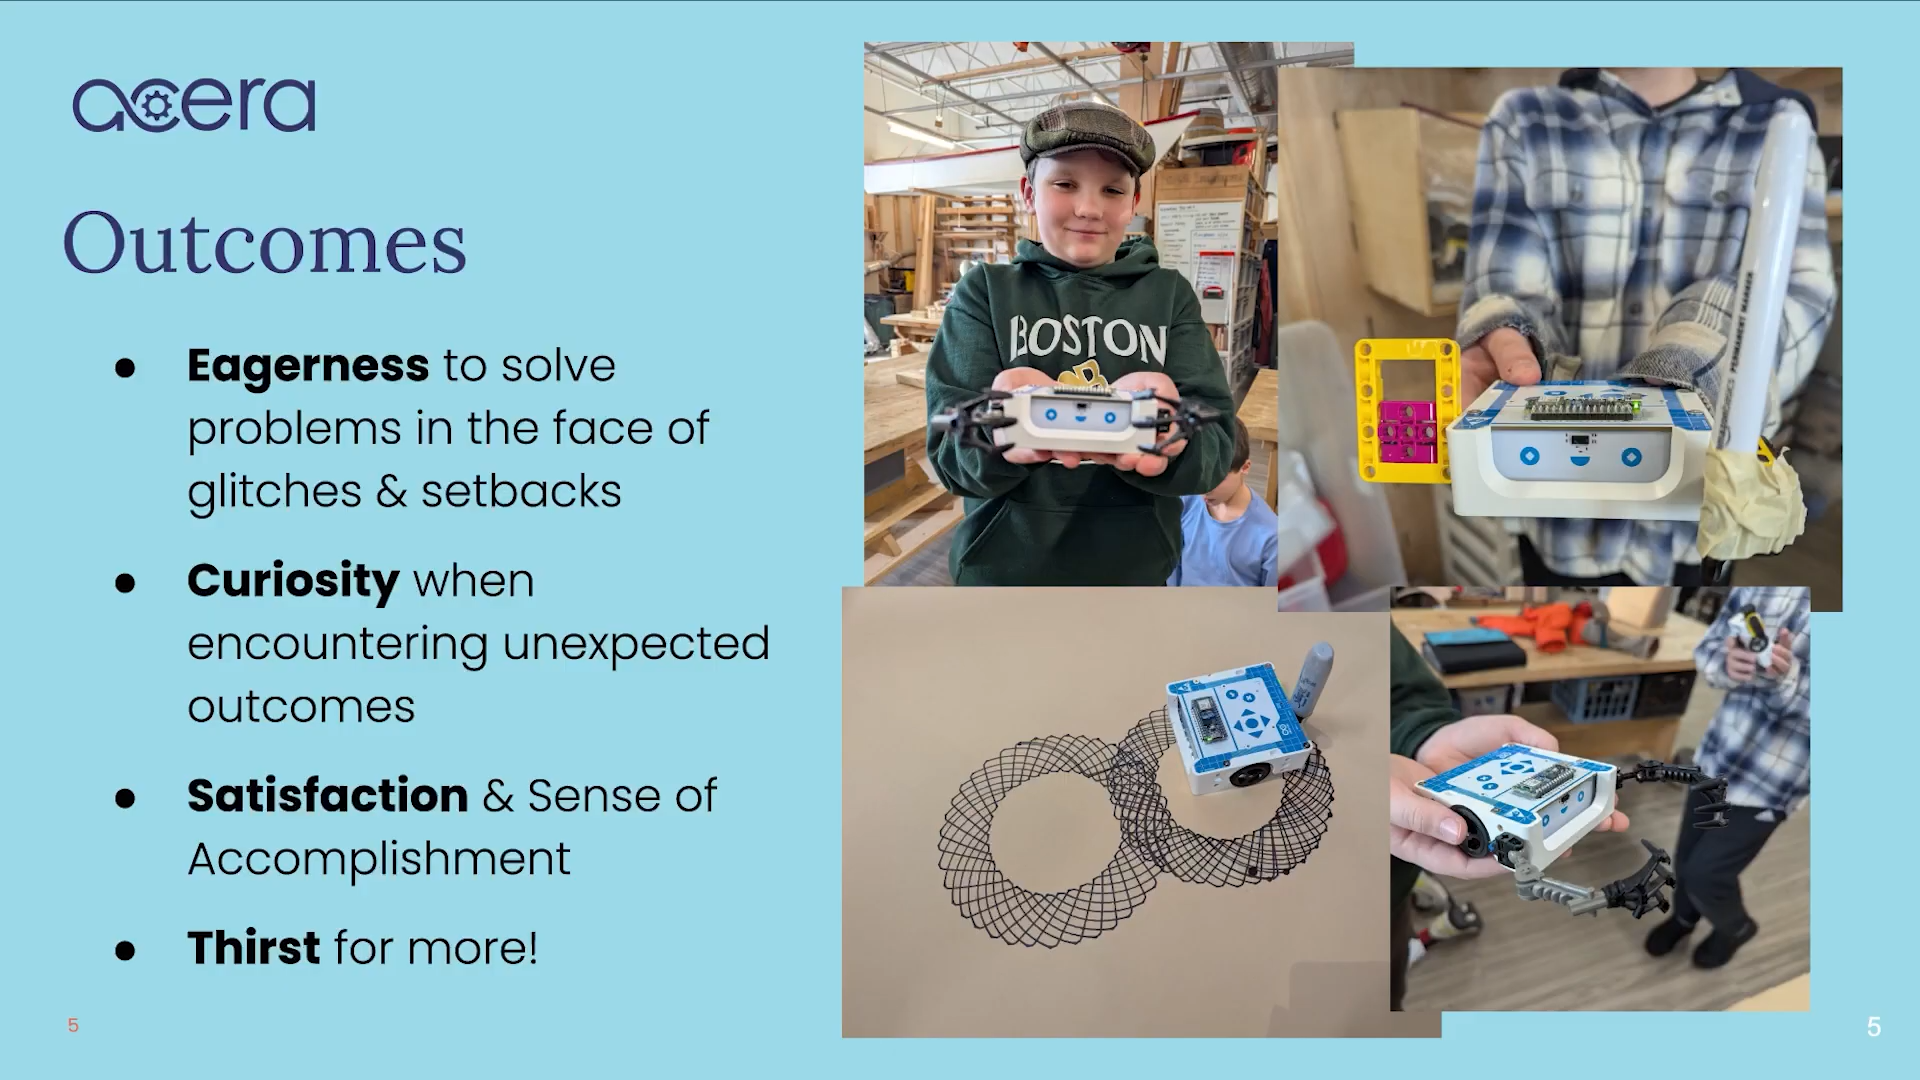 acera
Outcomes
● Eagerness to solve
problems in the face of
glitches & setbacks
● Curiosity when
encountering unexpected
outcomes
● Satisfaction & Sense of
Accomplishment
● Thirst for more!
5
BOSTON
B
5